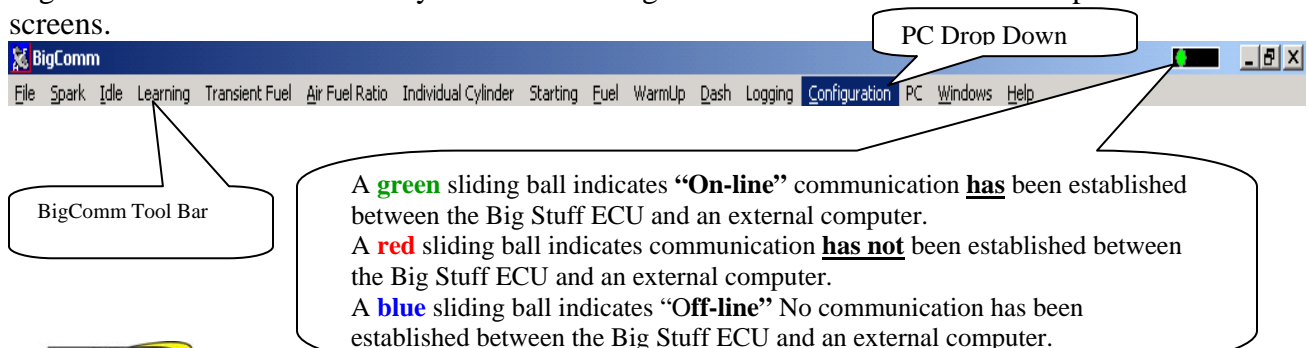 screens.
PC Drop Down
BigComm
File Spark Idle Learning Transient Fuel Air Fuel Ratio Individual Cylinder Starting Fuel WarmUp Dash Logging Configuration PC Windows Help
BigComm Tool Bar
A green sliding ball indicates “On-line” communication has been established
between the Big Stuff ECU and an external computer.
A red sliding ball indicates communication has not been established between
the Big Stuff ECU and an external computer.
A blue sliding ball indicates “Off-line” No communication has been
established between the Big Stuff ECU and an external computer.